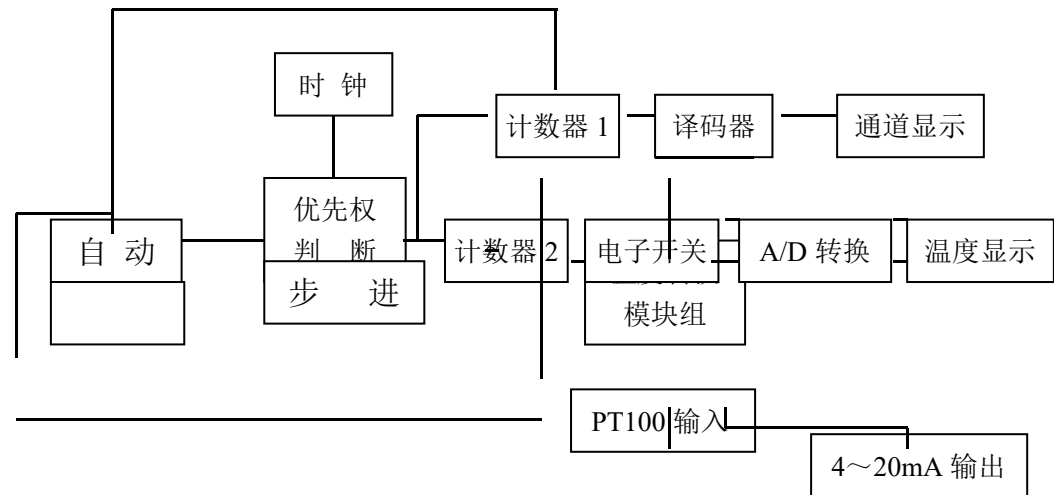 时 钟
计数器 1
译码器
通道显示
优先权
判 断
自 动
计数器 2
电子开关
A/D 转换
温度显示
步 进
模块组
PT100 输入
4～20mA 输出